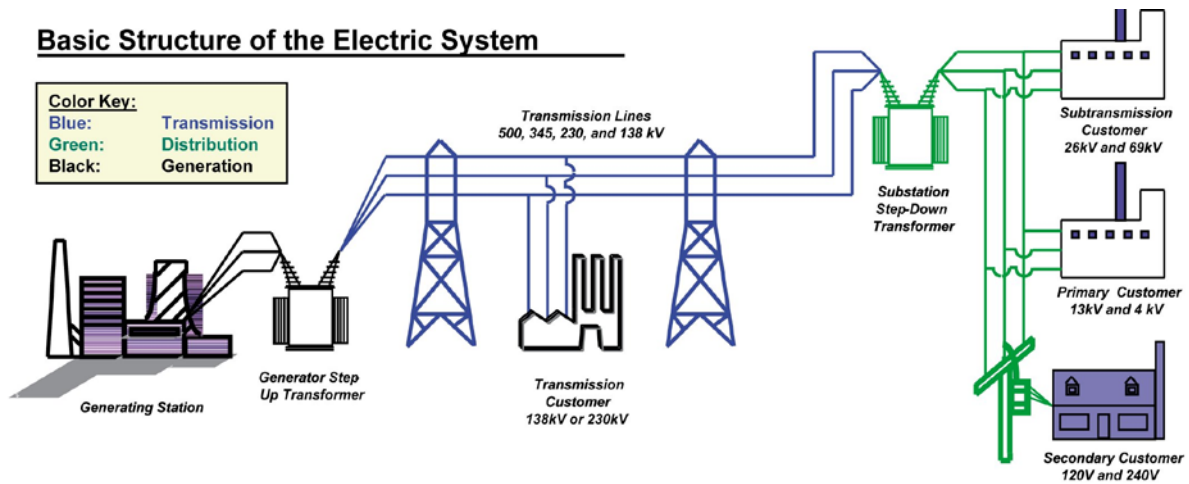 Basic Structure of the Electric System
Color Key:
Blue: Transmission
Green: Distribution
Black: Generation
Transmission Lines
500, 345, 230, and 138 kV
Subtransmission
Customer
26kV and 69kV
Substation
Step-Down
Transformer
Primary Customer
13kV and 4 kV
Generating Station
Generator Step
Up Transformer
Transmission
Customer
138kV or 230kV
Secondary Customer
120V and 240V